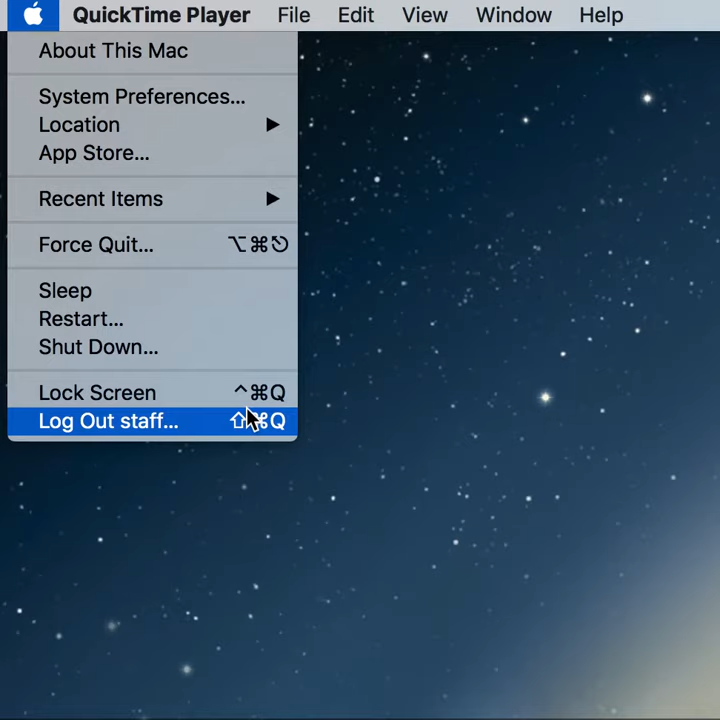 QuickTime Player File Edit View Window Help
About This Mac
System Preferences...
Location ▶
App Store...
Recent Items ▶
Force Quit... ⌥⌘⎋
Sleep
Restart...
Shut Down...
Lock Screen ^⌘Q
Log Out staff... ⇧⌘Q